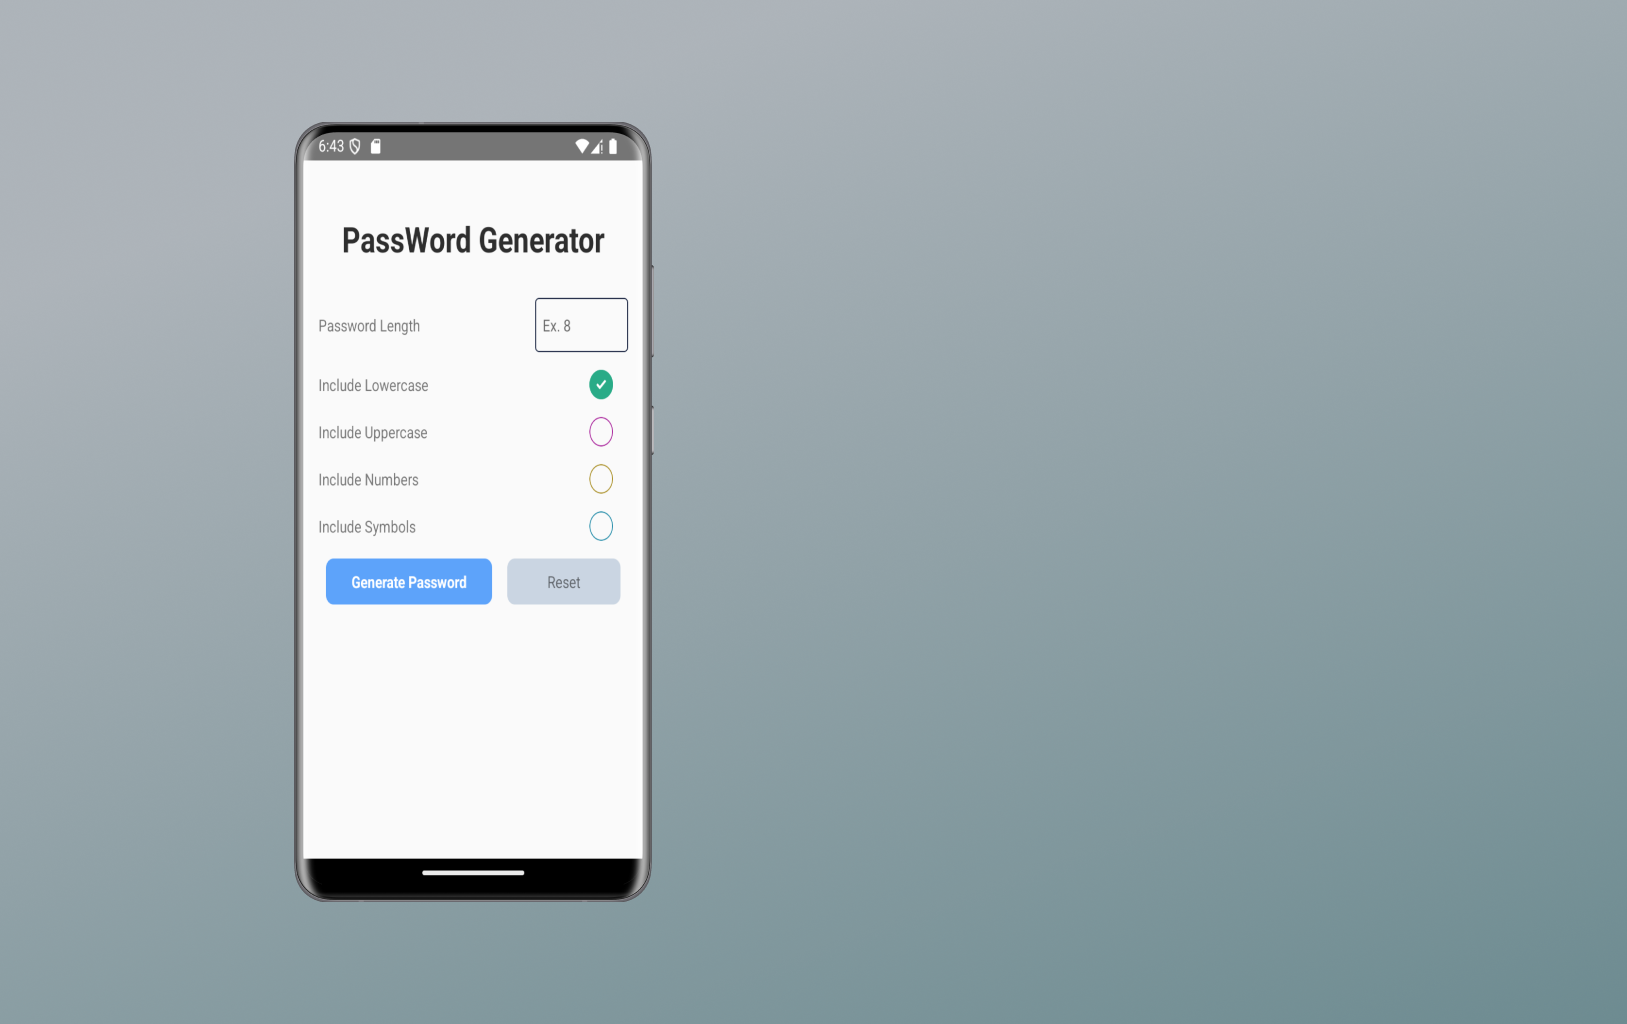 6:43
PassWord Generator
Password Length
Ex. 8
Include Lowercase
Include Uppercase
Include Numbers
Include Symbols
Generate Password
Reset